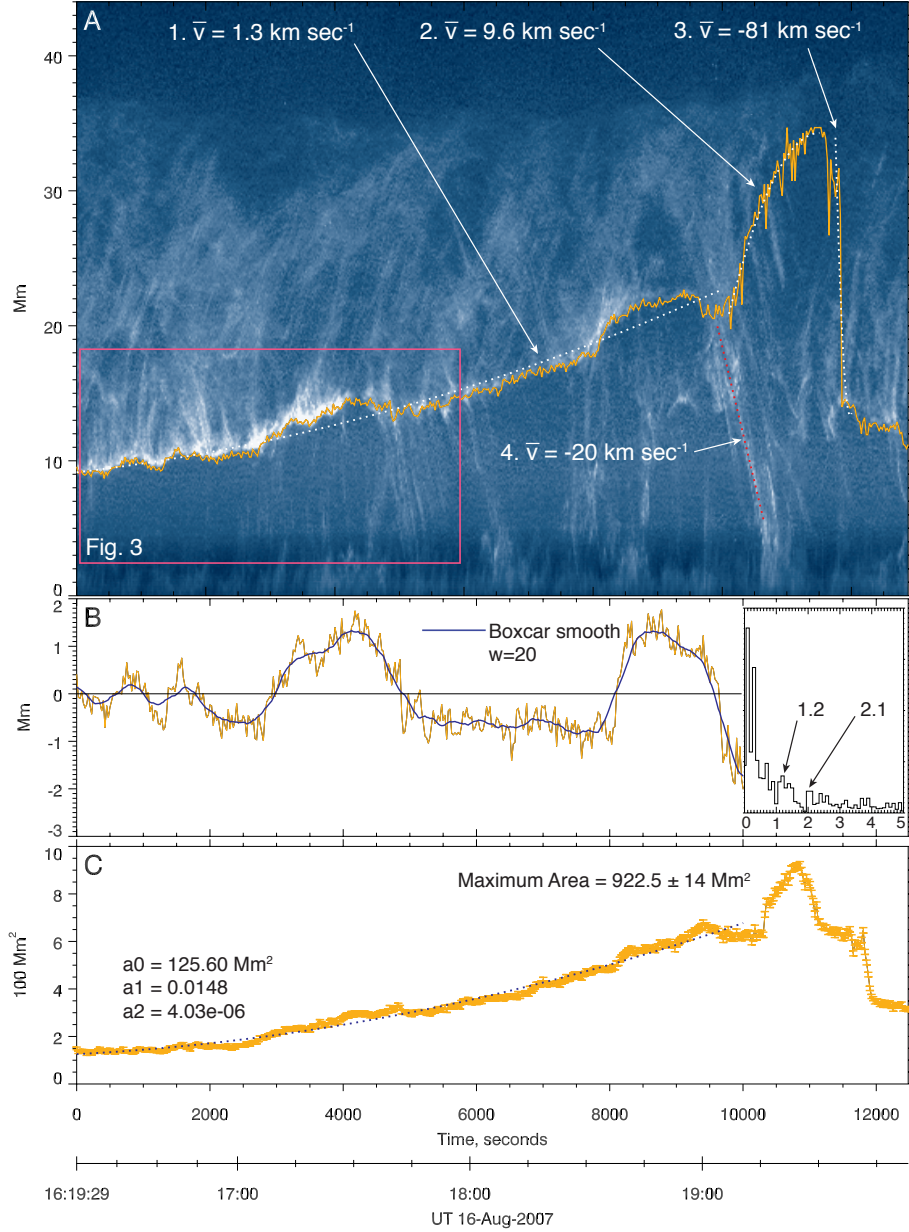 A
1. v̅ = 1.3 km sec⁻¹
2. v̅ = 9.6 km sec⁻¹
3. v̅ = -81 km sec⁻¹
40
30
Mm
20
10
0
4. v̅ = -20 km sec⁻¹
Fig. 3
B
2
1
0
-1
-2
-3
Mm
Boxcar smooth
w=20
1.2
2.1
0 1 2 3 4 5
C
10
8
6
4
2
0
100 Mm²
Maximum Area = 922.5 ± 14 Mm²
a0 = 125.60 Mm²
a1 = 0.0148
a2 = 4.03e-06
0 2000 4000 6000 8000 10000 12000
Time, seconds
16:19:29 17:00 18:00 19:00
UT 16-Aug-2007